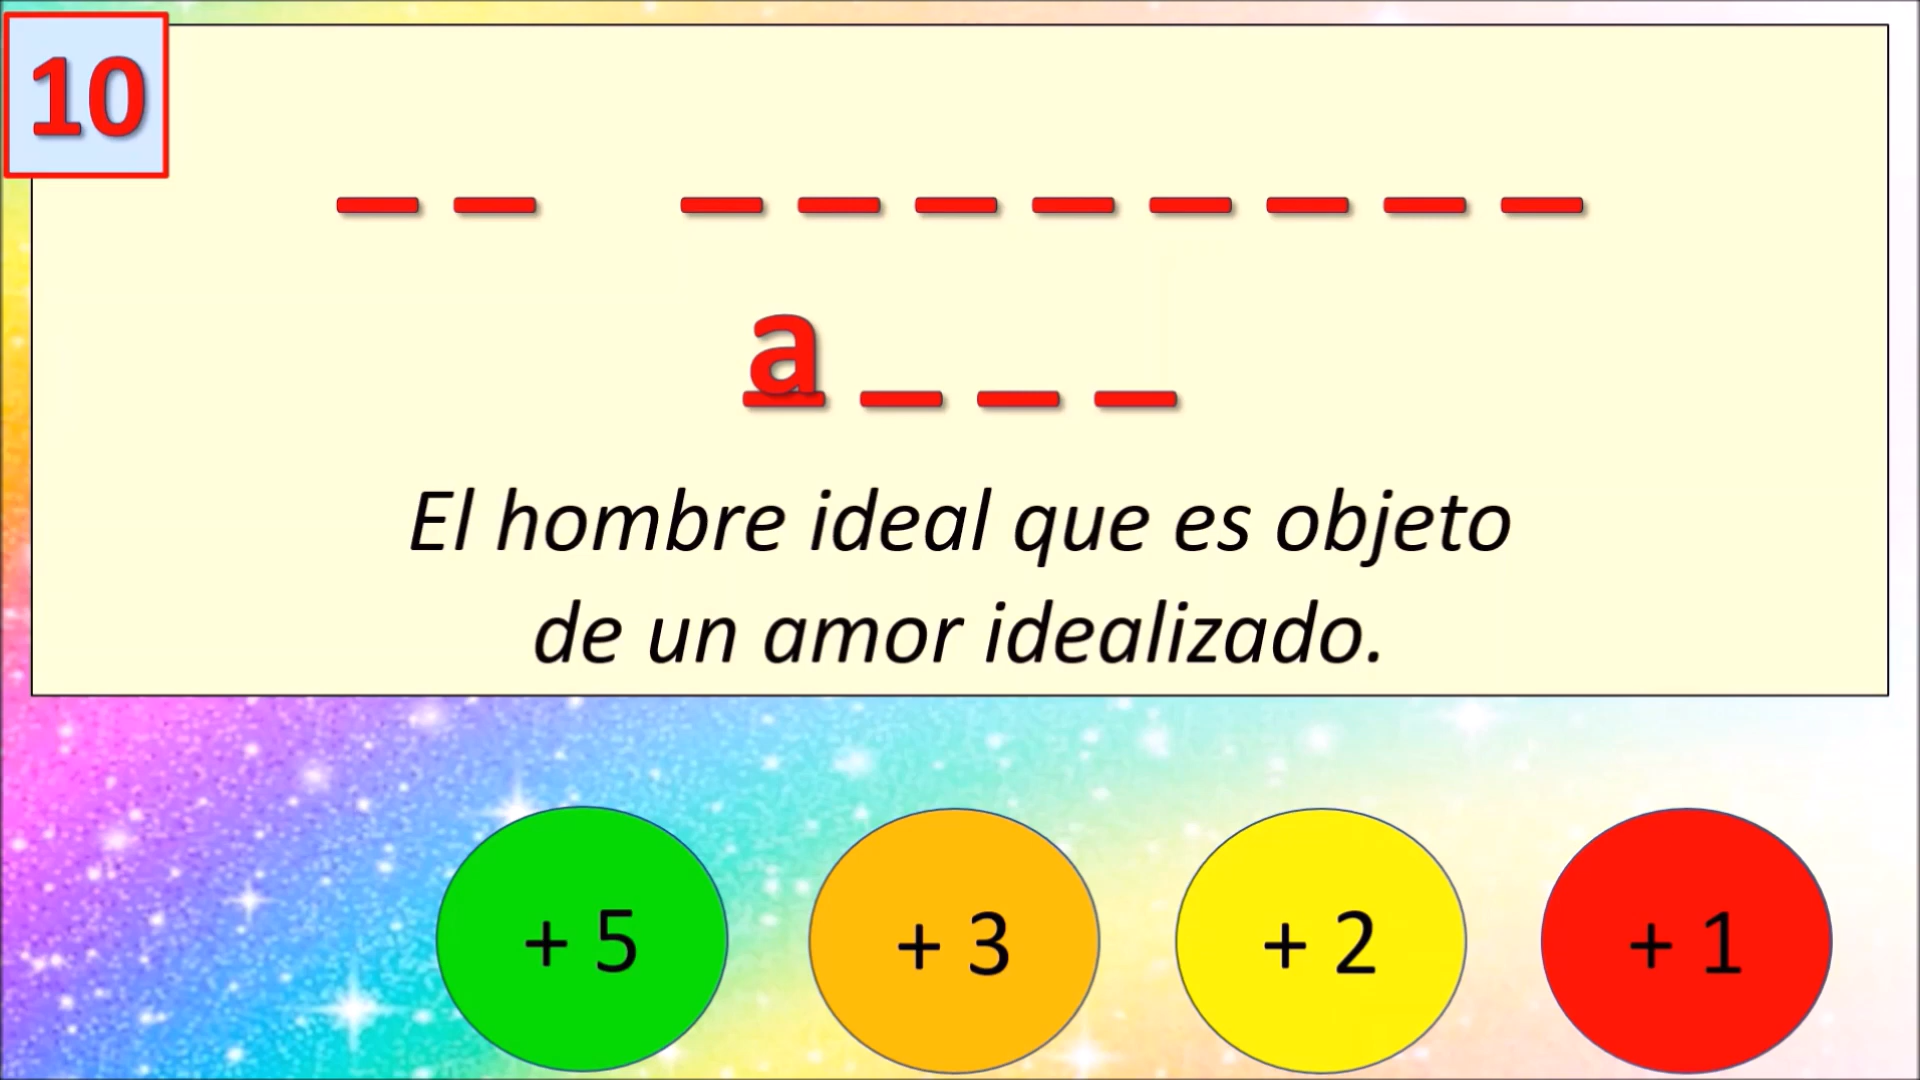 10
a
El hombre ideal que es objeto
de un amor idealizado.
+ 5 + 3 + 2 + 1